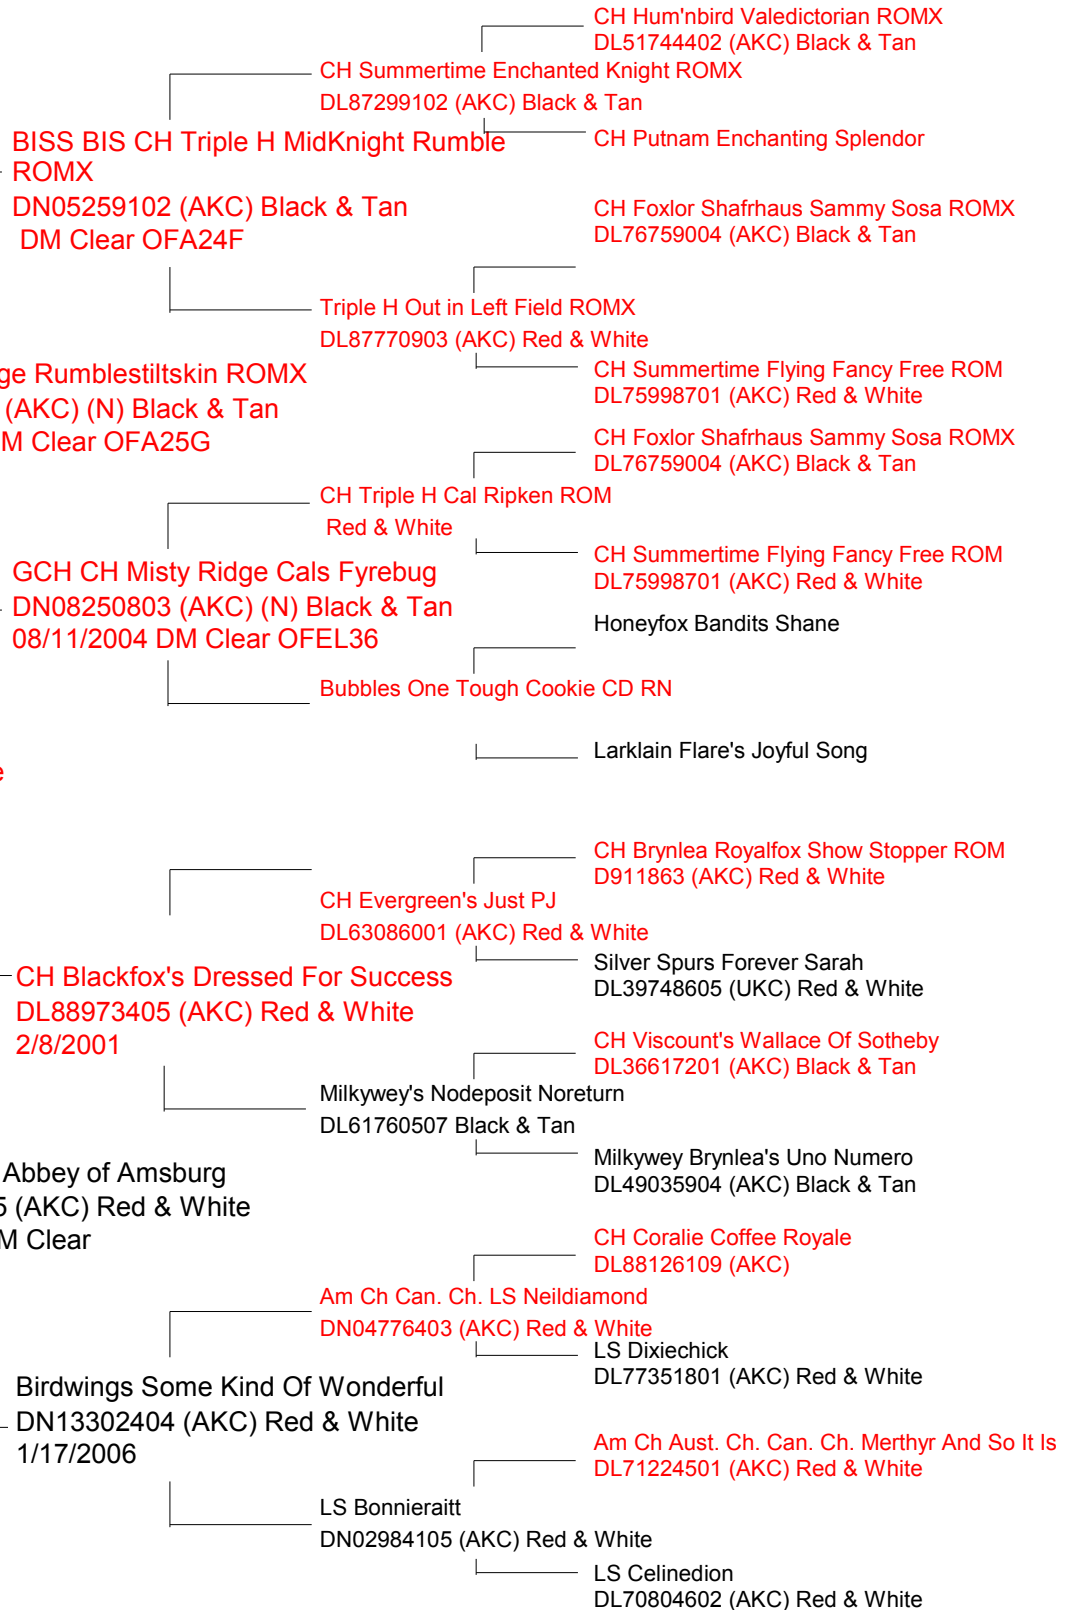 CH Hum'nbird Valedictorian ROMX
DL51744402 (AKC) Black & Tan
CH Summertime Enchanted Knight ROMX
DL87299102 (AKC) Black & Tan
CH Putnam Enchanting Splendor
BISS BIS CH Triple H MidKnight Rumble
ROMX
DN05259102 (AKC) Black & Tan
DM Clear OFA24F
CH Foxlor Shafrhaus Sammy Sosa ROMX
DL76759004 (AKC) Black & Tan
Triple H Out in Left Field ROMX
DL87770903 (AKC) Red & White
CH Summertime Flying Fancy Free ROM
DL75998701 (AKC) Red & White
ge Rumblestiltskin ROMX
(AKC) (N) Black & Tan
M Clear OFA25G
CH Foxlor Shafrhaus Sammy Sosa ROMX
DL76759004 (AKC) Black & Tan
CH Triple H Cal Ripken ROM
Red & White
CH Summertime Flying Fancy Free ROM
DL75998701 (AKC) Red & White
GCH CH Misty Ridge Cals Fyrebug
DN08250803 (AKC) (N) Black & Tan
08/11/2004 DM Clear OFEL36
Honeyfox Bandits Shane
Bubbles One Tough Cookie CD RN
Larklain Flare's Joyful Song
e
CH Brynlea Royalfox Show Stopper ROM
D911863 (AKC) Red & White
CH Evergreen's Just PJ
DL63086001 (AKC) Red & White
Silver Spurs Forever Sarah
DL39748605 (UKC) Red & White
CH Blackfox's Dressed For Success
DL88973405 (AKC) Red & White
2/8/2001
CH Viscount's Wallace Of Sotheby
DL36617201 (AKC) Black & Tan
Milkywey's Nodeposit Noreturn
DL61760507 Black & Tan
Milkywey Brynlea's Uno Numero
DL49035904 (AKC) Black & Tan
Abbey of Amsburg
5 (AKC) Red & White
M Clear
CH Coralie Coffee Royale
DL88126109 (AKC)
Am Ch Can. Ch. LS Neildiamond
DN04776403 (AKC) Red & White
LS Dixiechick
DL77351801 (AKC) Red & White
Birdwings Some Kind Of Wonderful
DN13302404 (AKC) Red & White
1/17/2006
Am Ch Aust. Ch. Can. Ch. Merthyr And So It Is
DL71224501 (AKC) Red & White
LS Bonnieraitt
DN02984105 (AKC) Red & White
LS Celinedion
DL70804602 (AKC) Red & White